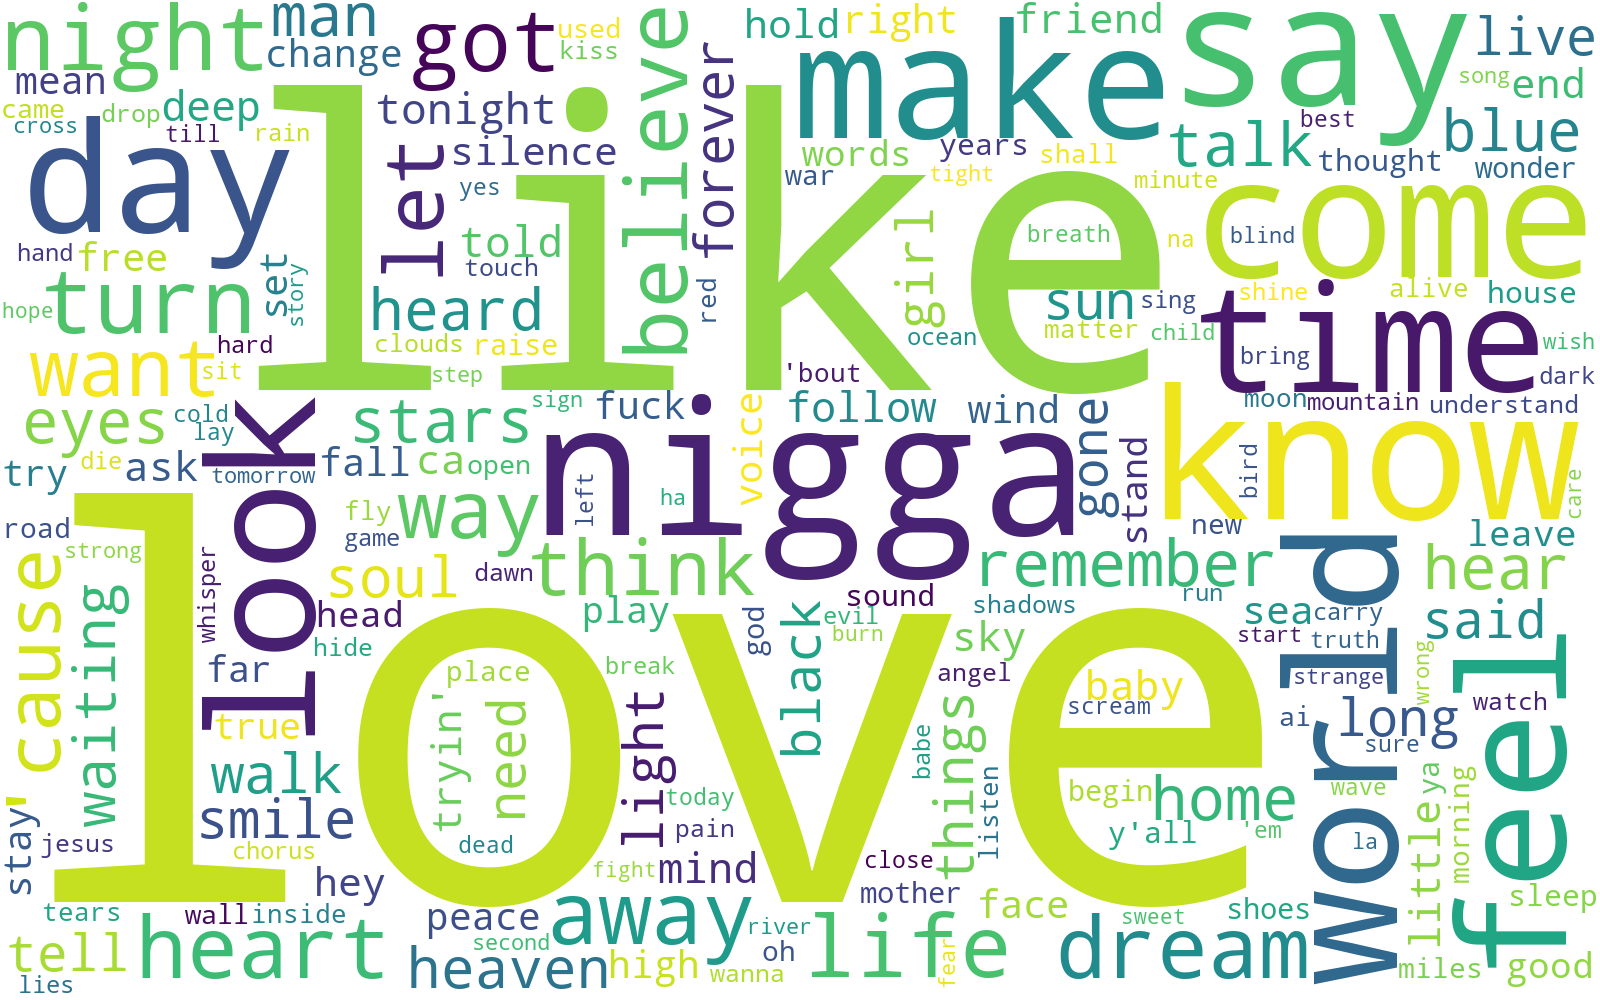 night
man
got
used
hold
right
friend
say
live
change
kiss
believe
make
song
mean
like
end
came
drop
deep
tonight
forever
best
blue
cross
till
rain
day
let
silence
words
years
shall
talk
thought
wonder
yes
war
tight
minute
come
told
girl
breath
na
blind
hand
free
touch
set
story
red
sun
sing
shine
alive
house
hope
turn
heard
ocean
matter
child
time
wish
hard
clouds
raise
bring
want
sit
step
'bout
dark
sign
fuck
follow
wind
know
moon
mountain
understand
eyes
cold
lay
look
stars
nigga
voice
gone
stand
bird
care
try
die
ask
tomorrow
fall
ca
open
left
ha
road
strong
fly
game
way
new
leave
cause
waiting
whisper
soul
dawn
think
remember
hear
love
head
play
god
black
evil
sound
shadows
run
sea
carry
world
said
hide
burn
sky
start
truth
far
place
break
angel
baby
strange
wrong
feel
true
tryin'
need
light
things
scream
ai
long
watch
sure
walk
babe
listen
today
begin
home
wave
little
ya
morning
stay
smile
pain
y'all
'em
la
jesus
chorus
dead
fight
mind
close
hey
mother
face
sleep
tears
wall
inside
peace
away
river
life
sweet
shoes
tell
heart
second
heaven
high
wanna
oh
fear
dream
miles
good
lies
'